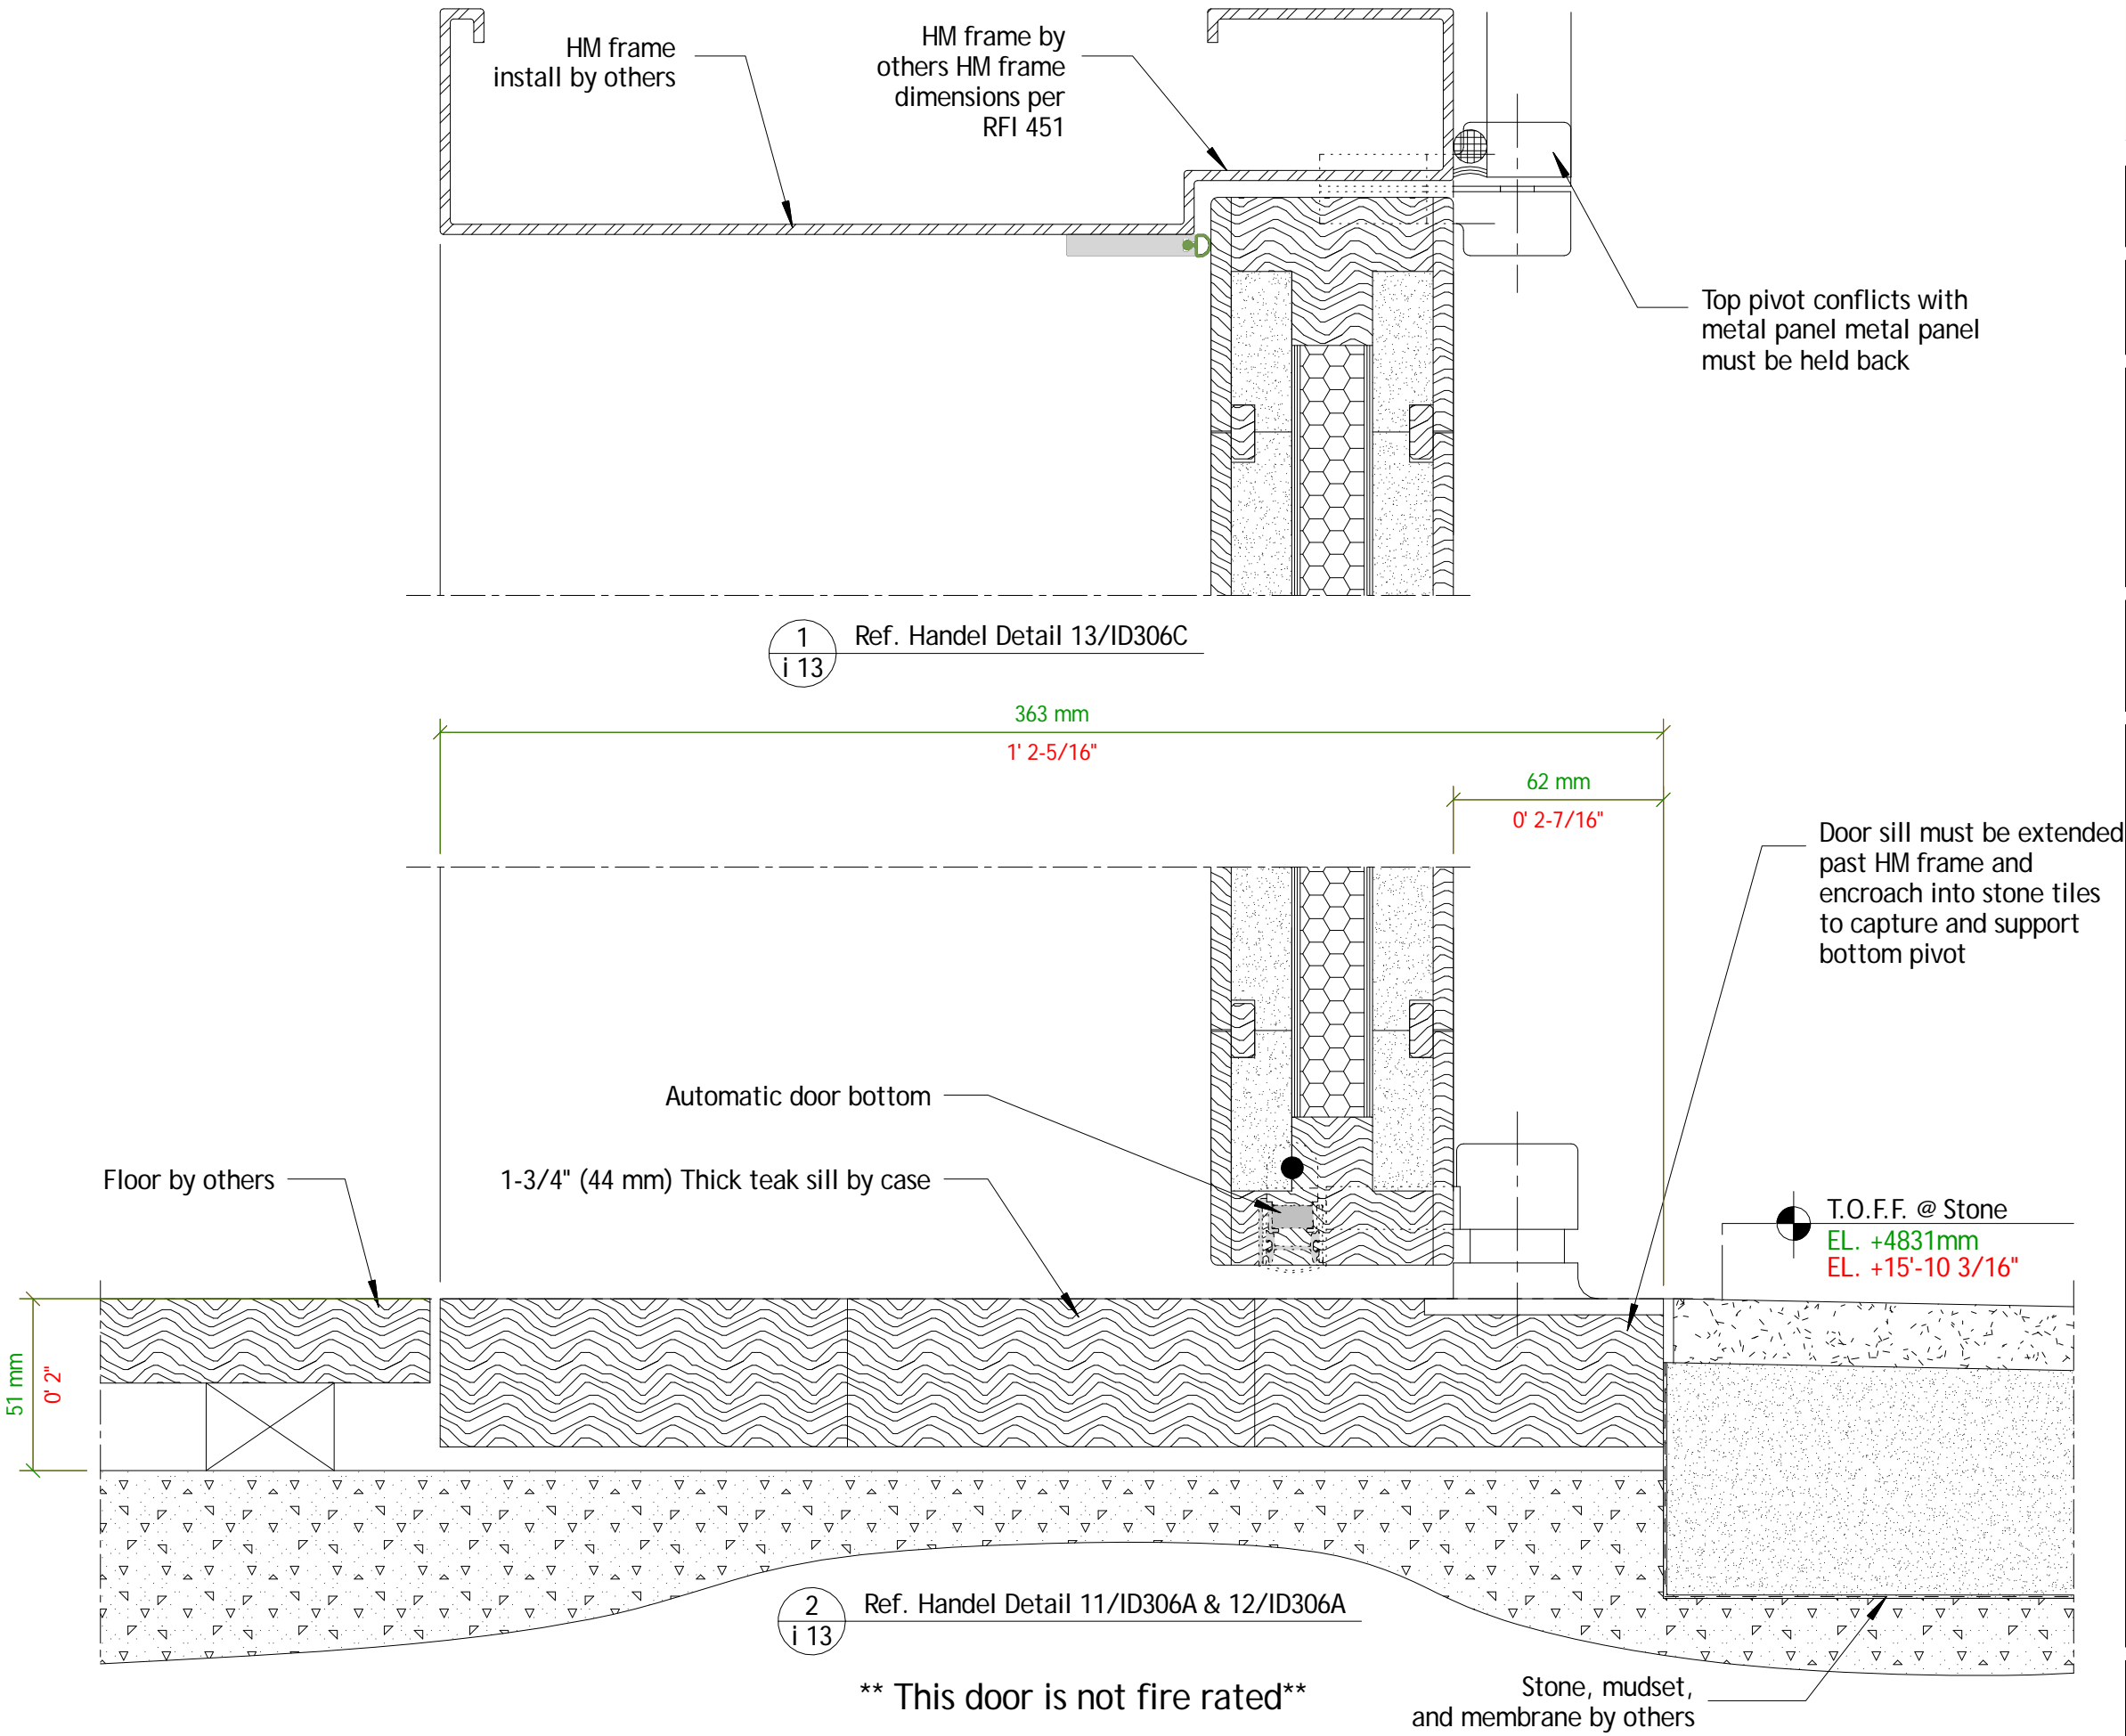 HM frame
install by others
HM frame by
others HM frame
dimensions per
RFI 451
Top pivot conflicts with
metal panel metal panel
must be held back
1
i 13
Ref. Handel Detail 13/ID306C
363 mm
1' 2-5/16"
62 mm
0' 2-7/16"
Door sill must be extended
past HM frame and
encroach into stone tiles
to capture and support
bottom pivot
Automatic door bottom
Floor by others
1-3/4" (44 mm) Thick teak sill by case
T.O.F.F. @ Stone
EL. +4831mm
EL. +15'-10 3/16"
51 mm
0' 2"
2
i 13
Ref. Handel Detail 11/ID306A & 12/ID306A
** This door is not fire rated**
Stone, mudset,
and membrane by others